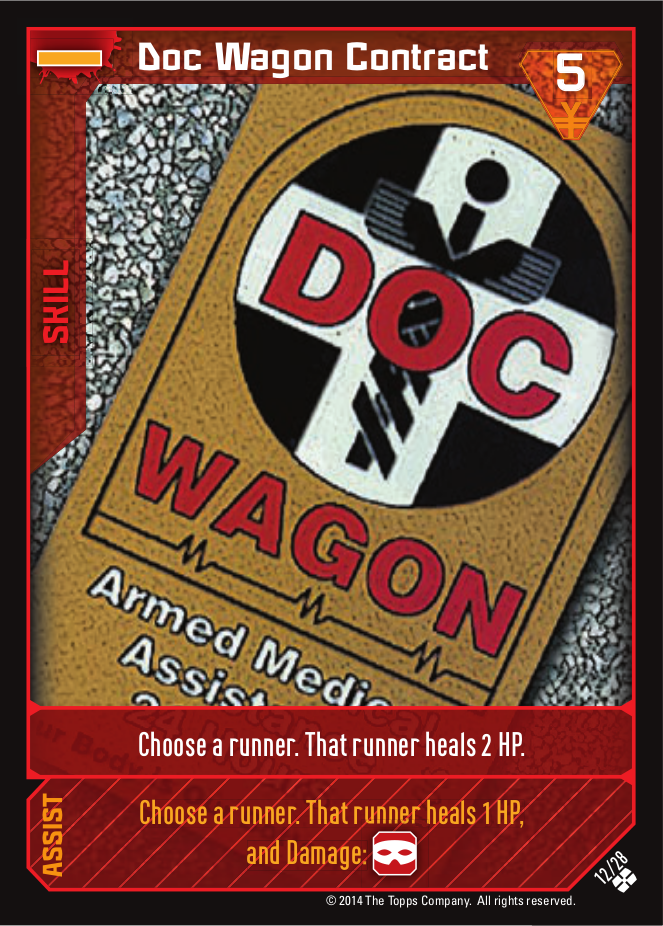 Doc Wagon Contract
5
SKILL
DOC
WAGON
Armed Medic
Assist
Choose a runner. That runner heals 2 HP.
ASSIST
Choose a runner. That runner heals 1 HP,
and Damage:
12/28
© 2014 The Topps Company. All rights reserved.